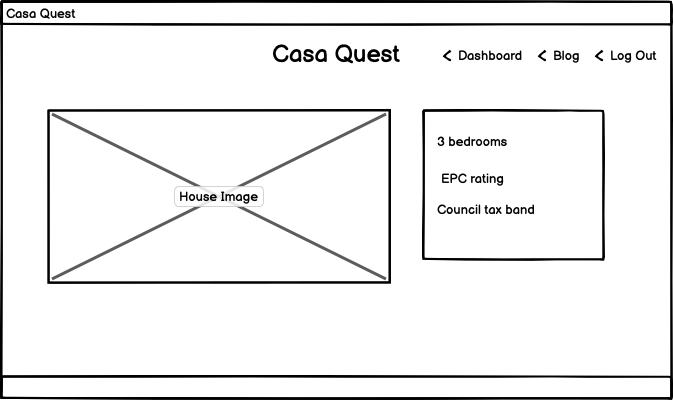 Casa Quest
Casa Quest
Dashboard
Blog
Log Out
House Image
3 bedrooms
EPC rating
Council tax band